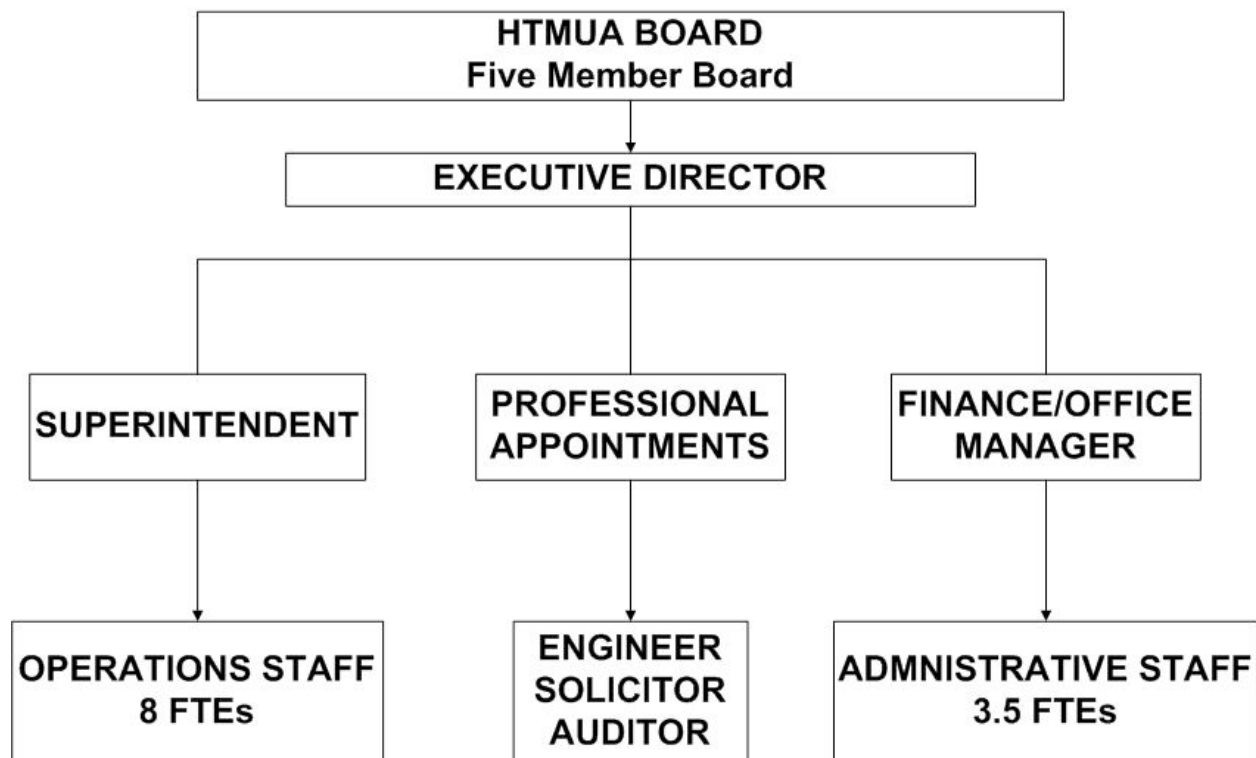 HTMUA BOARD
Five Member Board
EXECUTIVE DIRECTOR
SUPERINTENDENT
PROFESSIONAL
APPOINTMENTS
FINANCE/OFFICE
MANAGER
OPERATIONS STAFF
8 FTEs
ENGINEER
SOLICITOR
AUDITOR
ADMNISTRATIVE STAFF
3.5 FTEs